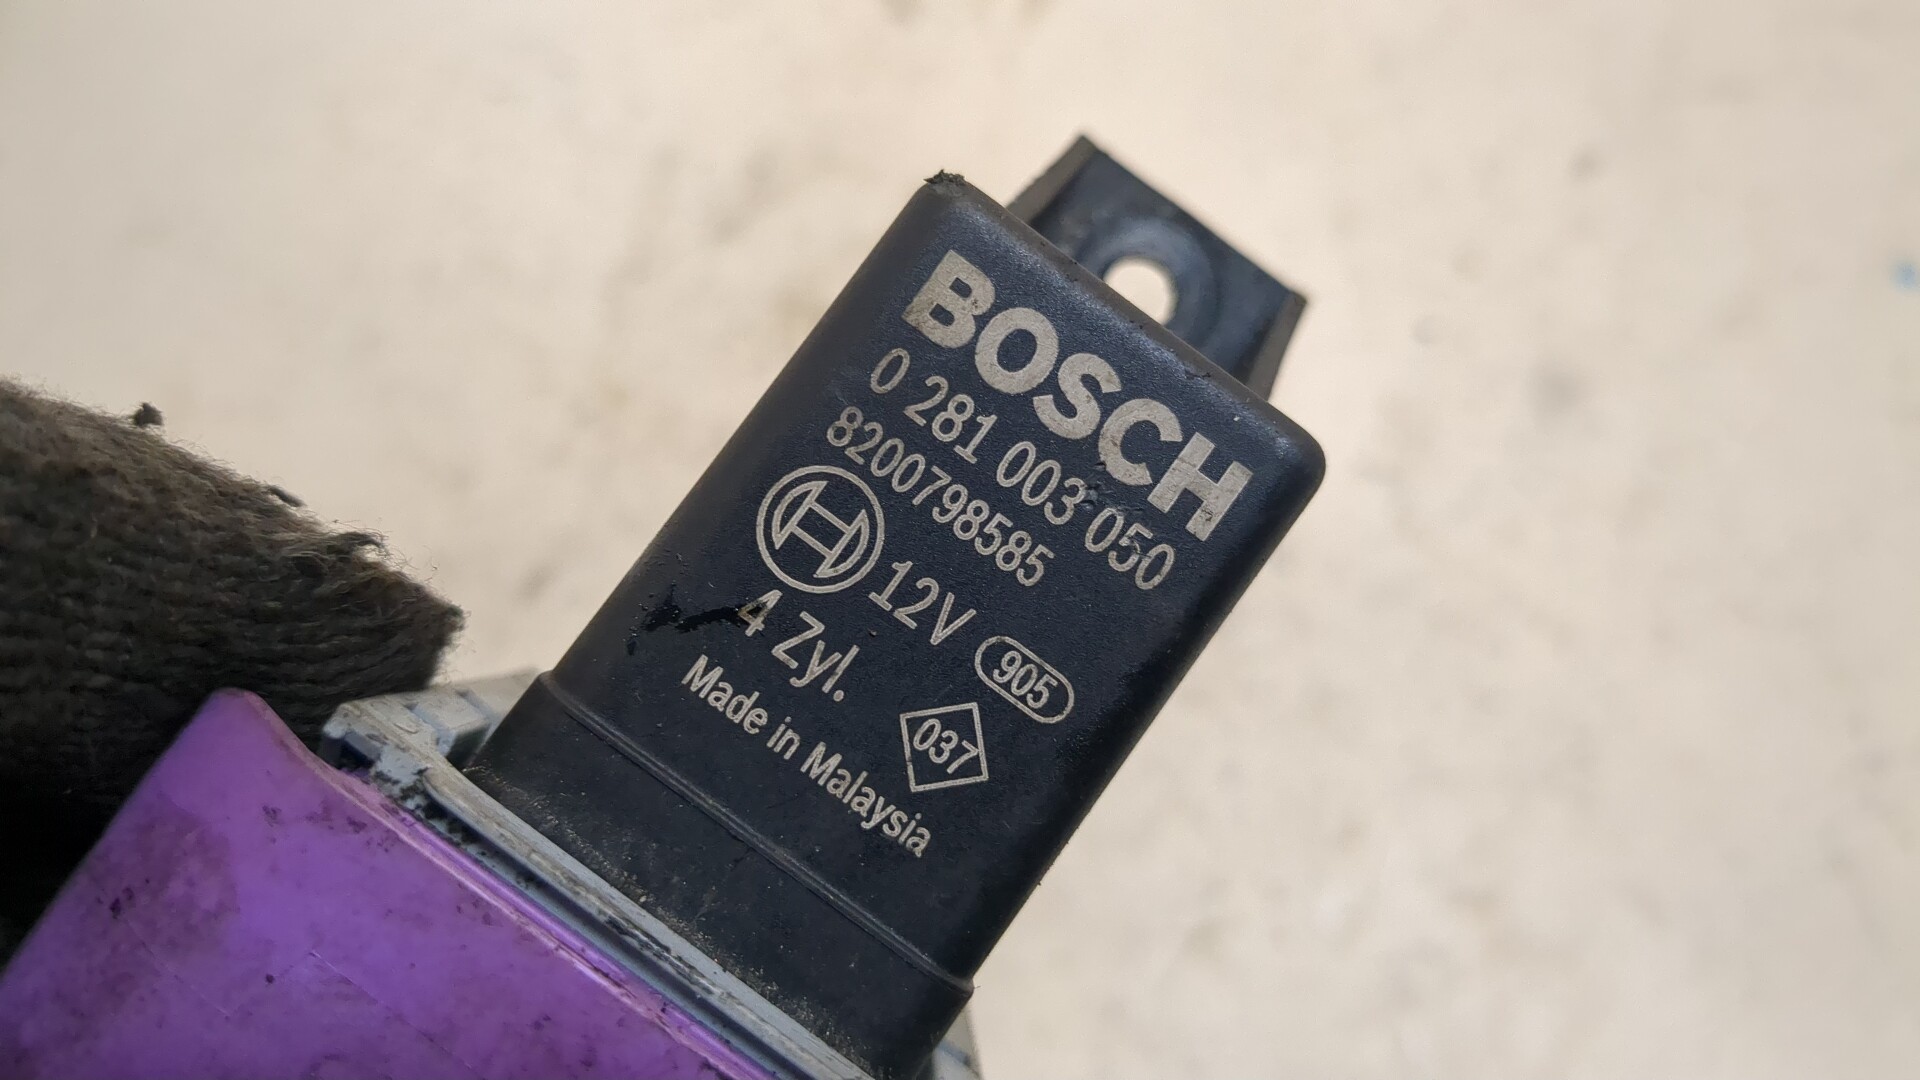 BOSCH
0 281 003 050
8200798585
12V
905
4 Zyl.
037
Made in Malaysia